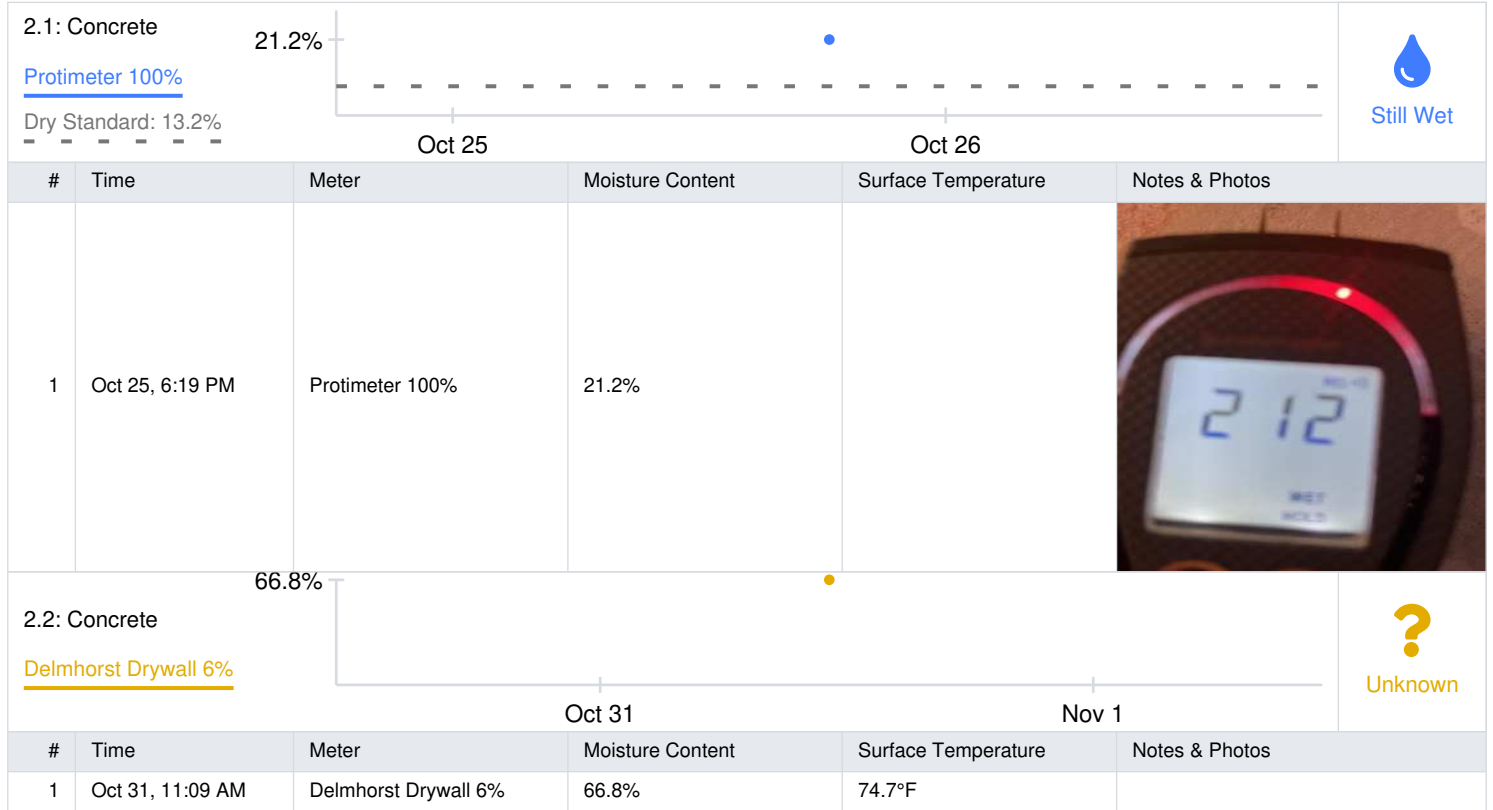 2.1: Concrete
21.2%
Protimeter 100%
Dry Standard: 13.2%
Oct 25 Oct 26
Still Wet
# Time Meter Moisture Content Surface Temperature Notes & Photos
1 Oct 25, 6:19 PM Protimeter 100% 21.2%
212
WET
HOLD
66.8%
2.2: Concrete
Delmhorst Drywall 6%
Oct 31 Nov 1
Unknown
# Time Meter Moisture Content Surface Temperature Notes & Photos
1 Oct 31, 11:09 AM Delmhorst Drywall 6% 66.8% 74.7°F